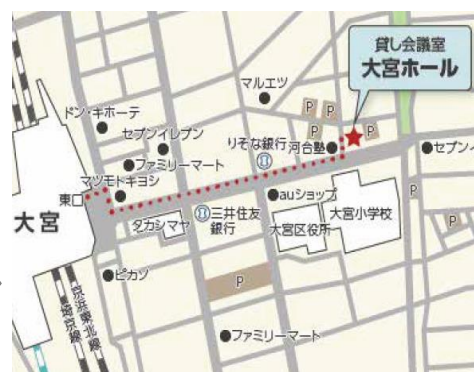 貸し会議室
大宮ホール
マルエツ
P
P
P
P
ドン・キホーテ
セブンイレブン
りそな銀行
河合塾
セブンイ
ファミリーマート
マツモトキヨシ
東口
auショップ
大宮小学校
P
大宮
タカシマヤ
三井住友
銀行
大宮区役所
P
ピカソ
P
京浜東北線
埼京線
ファミリーマート